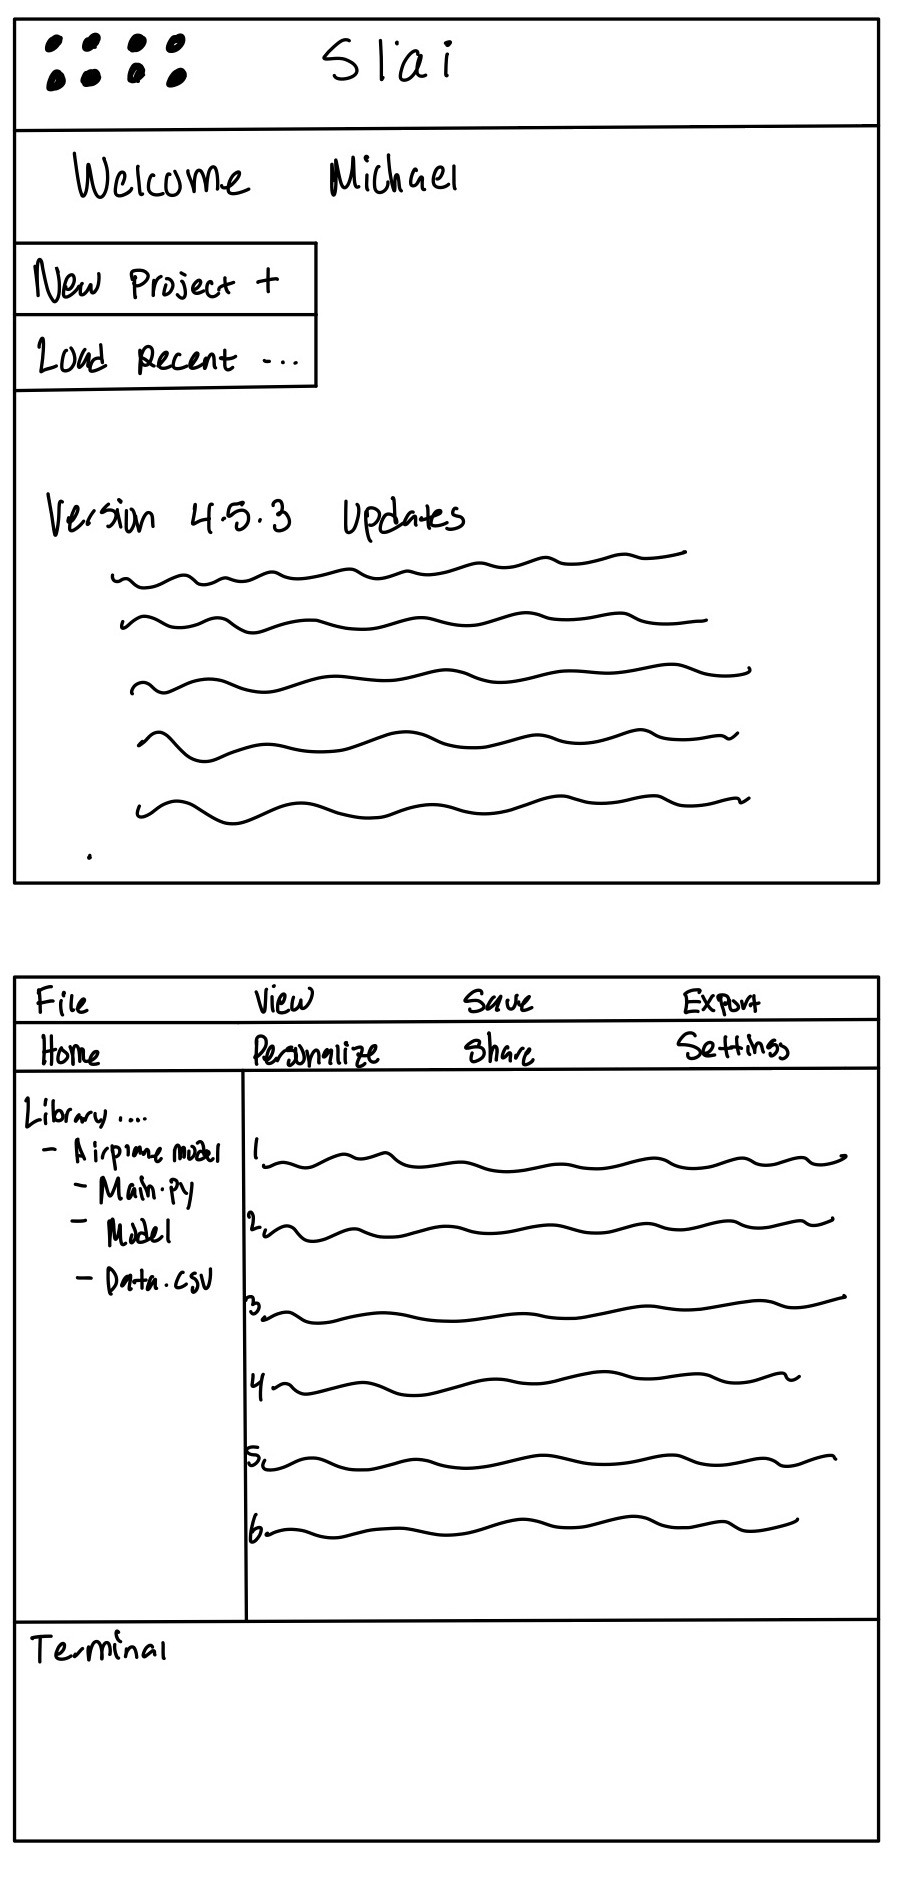 Slai
Welcome Michael
New Project +
Load Recent ...
Version 4.5.3 Updates
File View Save Export
Home Personalize Share Settings
Library ....
- Airplane model
- Main.py
- Model
- Data.csv
1
2
3
4
5
6
Terminal